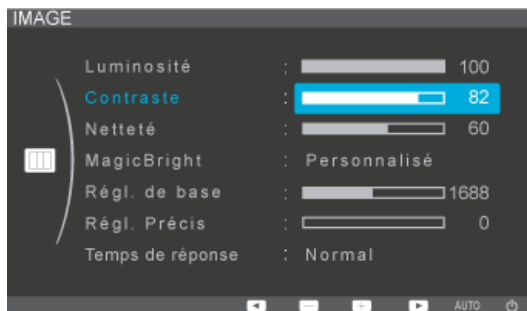 IMAGE
Luminosité : 100
Contraste : 82
Netteté : 60
MagicBright : Personnalisé
Régl. de base : 1688
Régl. Précis : 0
Temps de réponse : Normal
AUTO